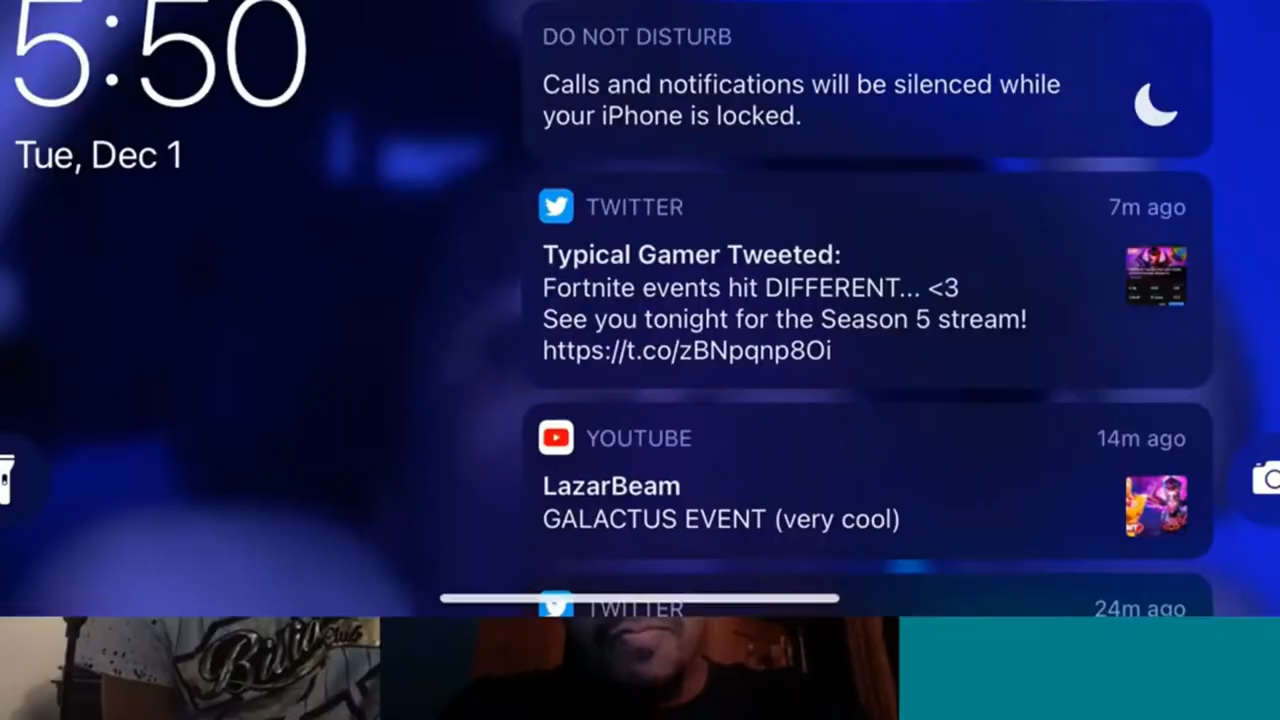 5:50
Tue, Dec 1
DO NOT DISTURB
Calls and notifications will be silenced while
your iPhone is locked.
TWITTER 7m ago
Typical Gamer Tweeted:
Fortnite events hit DIFFERENT... <3
See you tonight for the Season 5 stream!
https://t.co/zBNpqnp8Oi
YOUTUBE 14m ago
LazarBeam
GALACTUS EVENT (very cool)
TWITTER 24m ago
Club